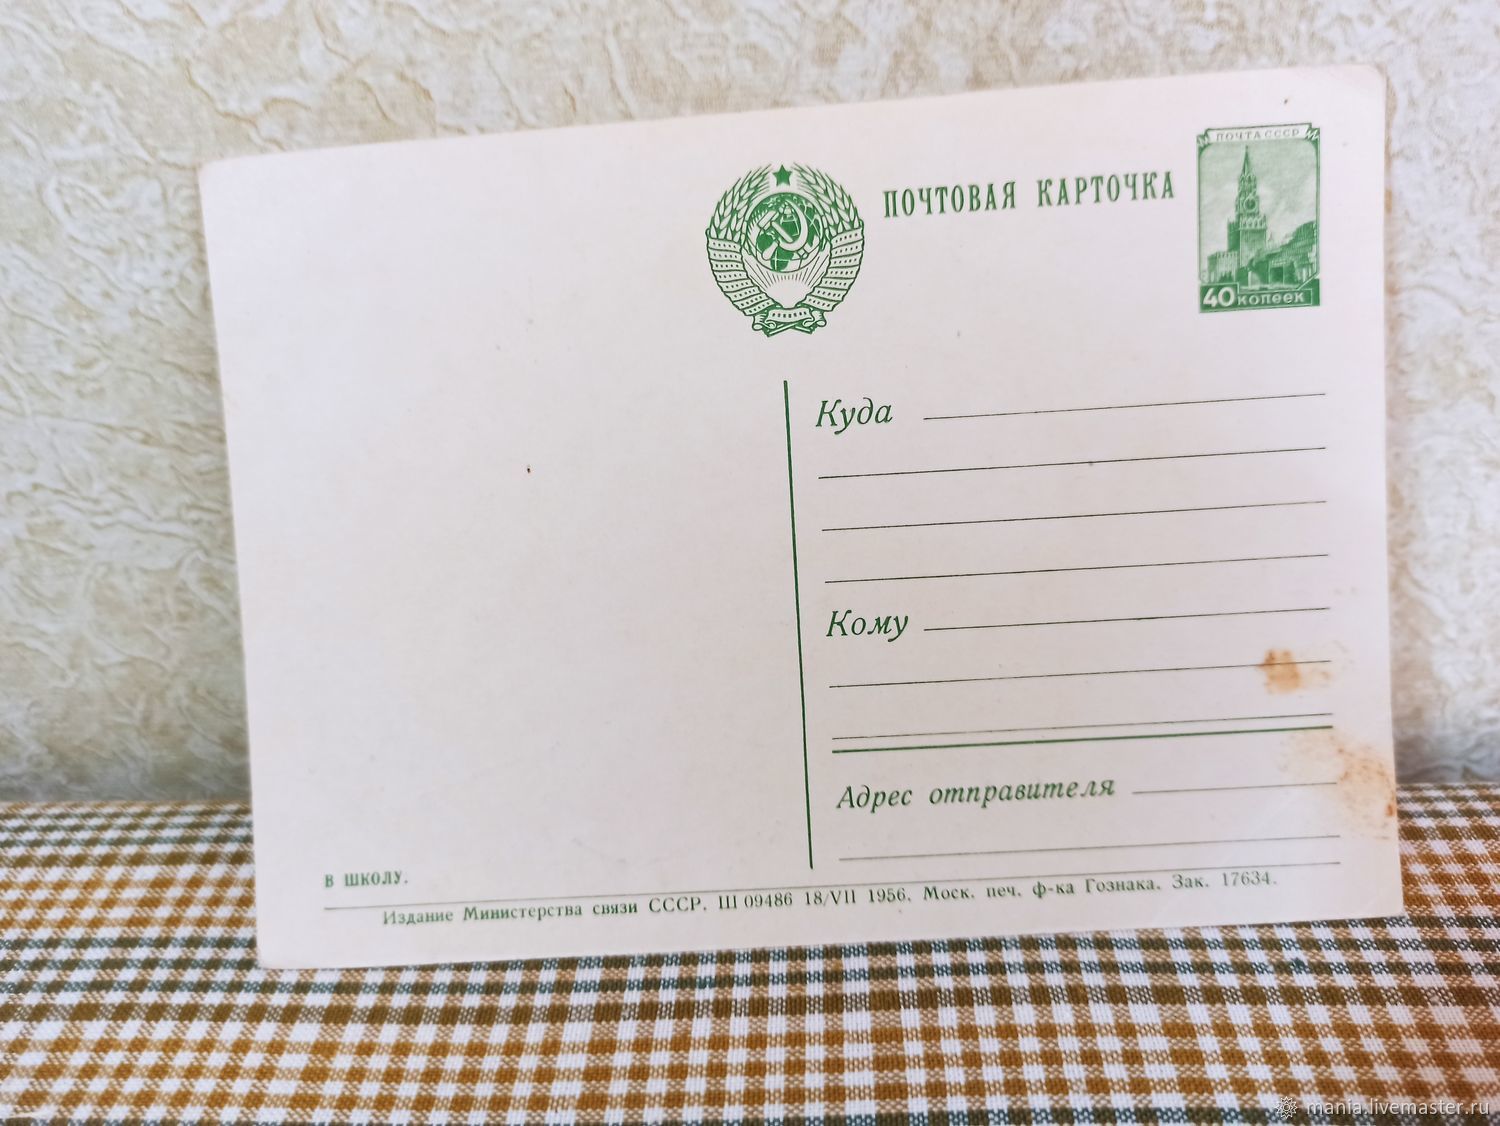 ПОЧТА СССР
ПОЧТОВАЯ КАРТОЧКА
40 копеек
Куда
Кому
Адрес отправителя
В ШКОЛУ.
Издание Министерства связи СССР. Ш 09486 18/VII 1956. Моск. печ. ф-ка Гознака. Зак. 17634.
mania.livemaster.ru